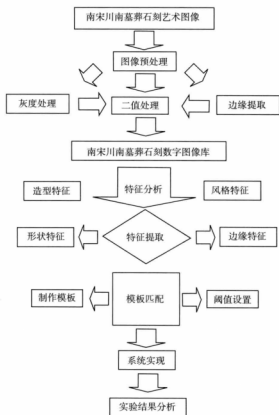 南宋川南墓葬石刻艺术图像
图像预处理
灰度处理
二值处理
边缘提取
南宋川南墓葬石刻数字图像库
造型特征
特征分析
风格特征
形状特征
特征提取
边缘特征
制作模板
模板匹配
阈值设置
系统实现
实验结果分析